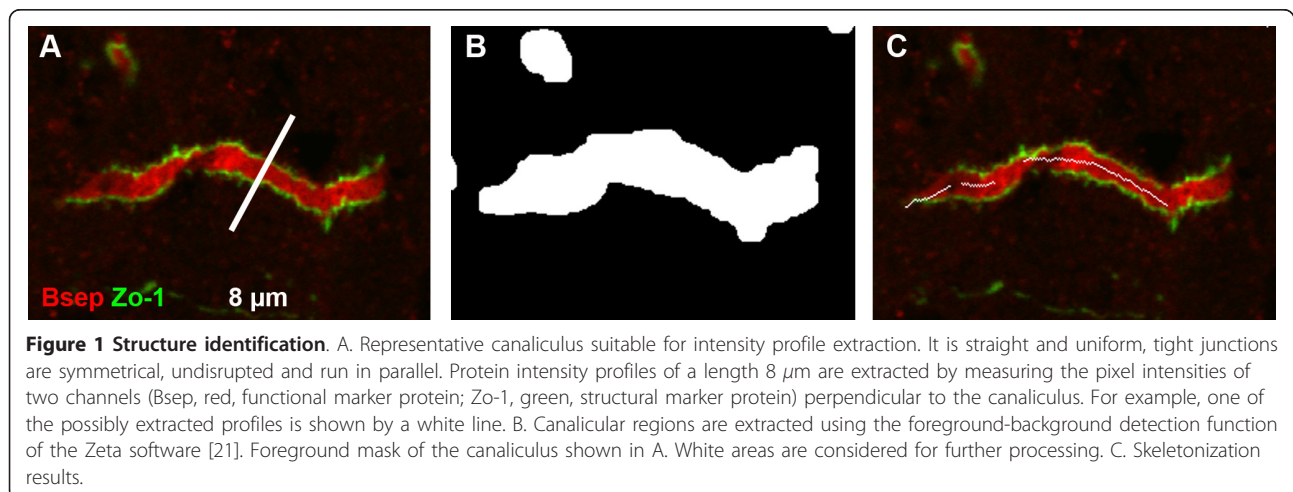 A
B
C
Bsep Zo-1
8 µm
Figure 1 Structure identification. A. Representative canaliculus suitable for intensity profile extraction. It is straight and uniform, tight junctions
are symmetrical, undisrupted and run in parallel. Protein intensity profiles of a length 8 µm are extracted by measuring the pixel intensities of
two channels (Bsep, red, functional marker protein; Zo-1, green, structural marker protein) perpendicular to the canaliculus. For example, one of
the possibly extracted profiles is shown by a white line. B. Canalicular regions are extracted using the foreground-background detection function
of the Zeta software [21]. Foreground mask of the canaliculus shown in A. White areas are considered for further processing. C. Skeletonization
results.